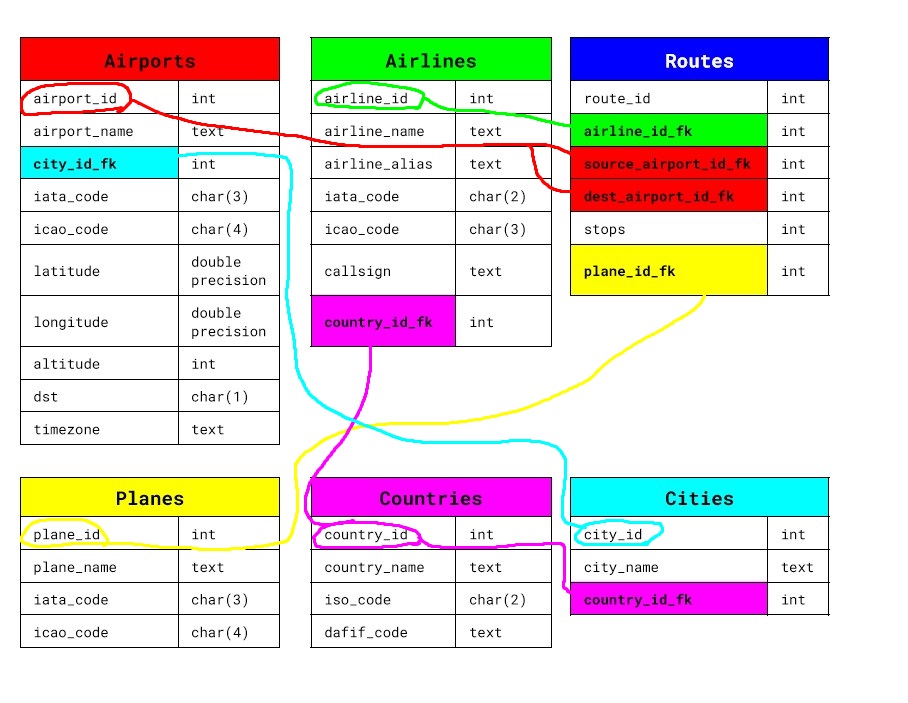 Airports
airport_id int
airport_name text
city_id_fk int
iata_code char(3)
icao_code char(4)
latitude double
precision
longitude double
precision
altitude int
dst char(1)
timezone text
Airlines
airline_id int
airline_name text
airline_alias text
iata_code char(2)
icao_code char(3)
callsign text
country_id_fk int
Routes
route_id int
airline_id_fk int
source_airport_id_fk int
dest_airport_id_fk int
stops int
plane_id_fk int
Planes
plane_id int
plane_name text
iata_code char(3)
icao_code char(4)
Countries
country_id int
country_name text
iso_code char(2)
dafif_code text
Cities
city_id int
city_name text
country_id_fk int